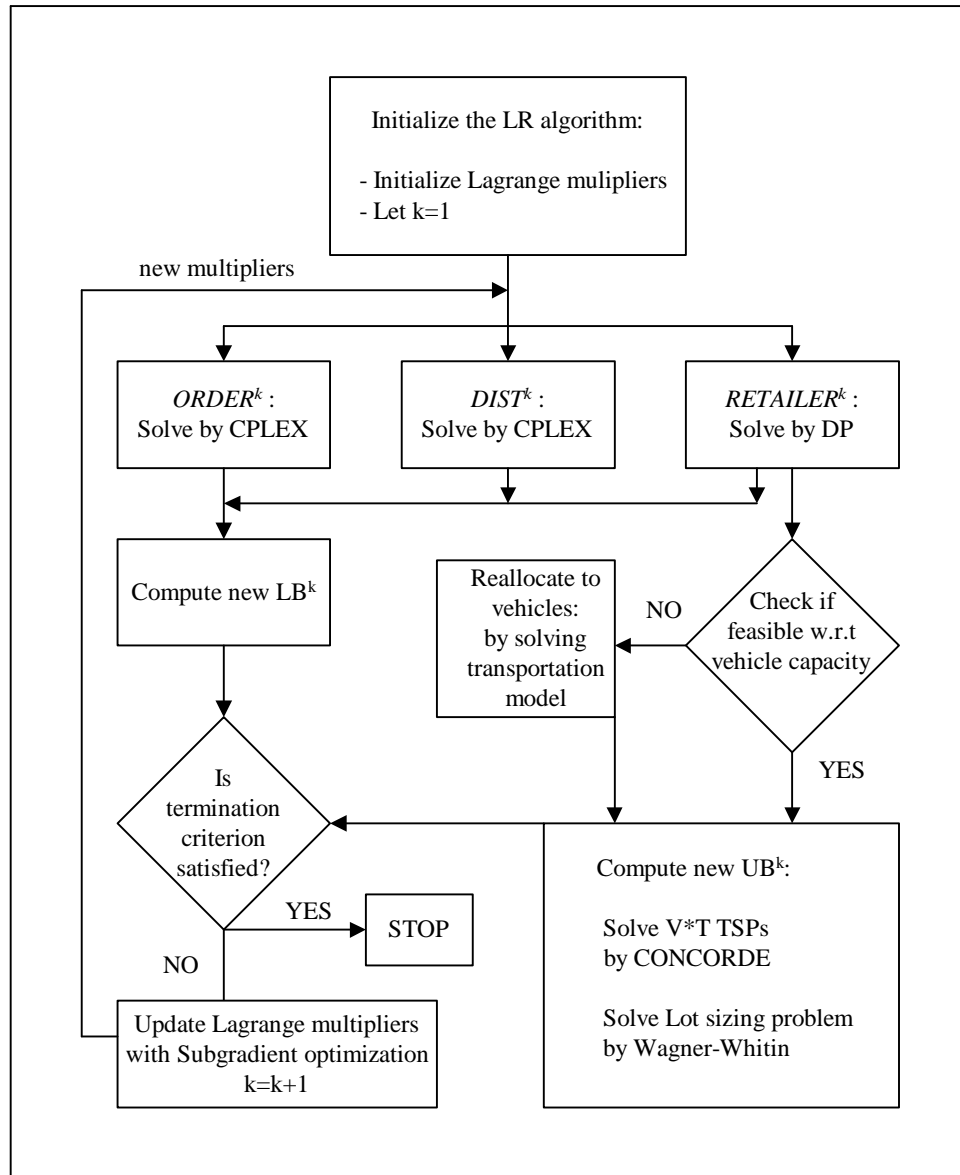 Initialize the LR algorithm:
- Initialize Lagrange mulipliers
- Let k=1
new multipliers
ORDERᵏ :
Solve by CPLEX
DISTᵏ :
Solve by CPLEX
RETAILERᵏ :
Solve by DP
Compute new LBᵏ
Reallocate to
vehicles:
by solving
transportation
model
NO
Check if
feasible w.r.t
vehicle capacity
YES
Is
termination
criterion
satisfied?
YES
STOP
NO
Update Lagrange multipliers
with Subgradient optimization
k=k+1
Compute new UBᵏ:
Solve V*T TSPs
by CONCORDE
Solve Lot sizing problem
by Wagner-Whitin